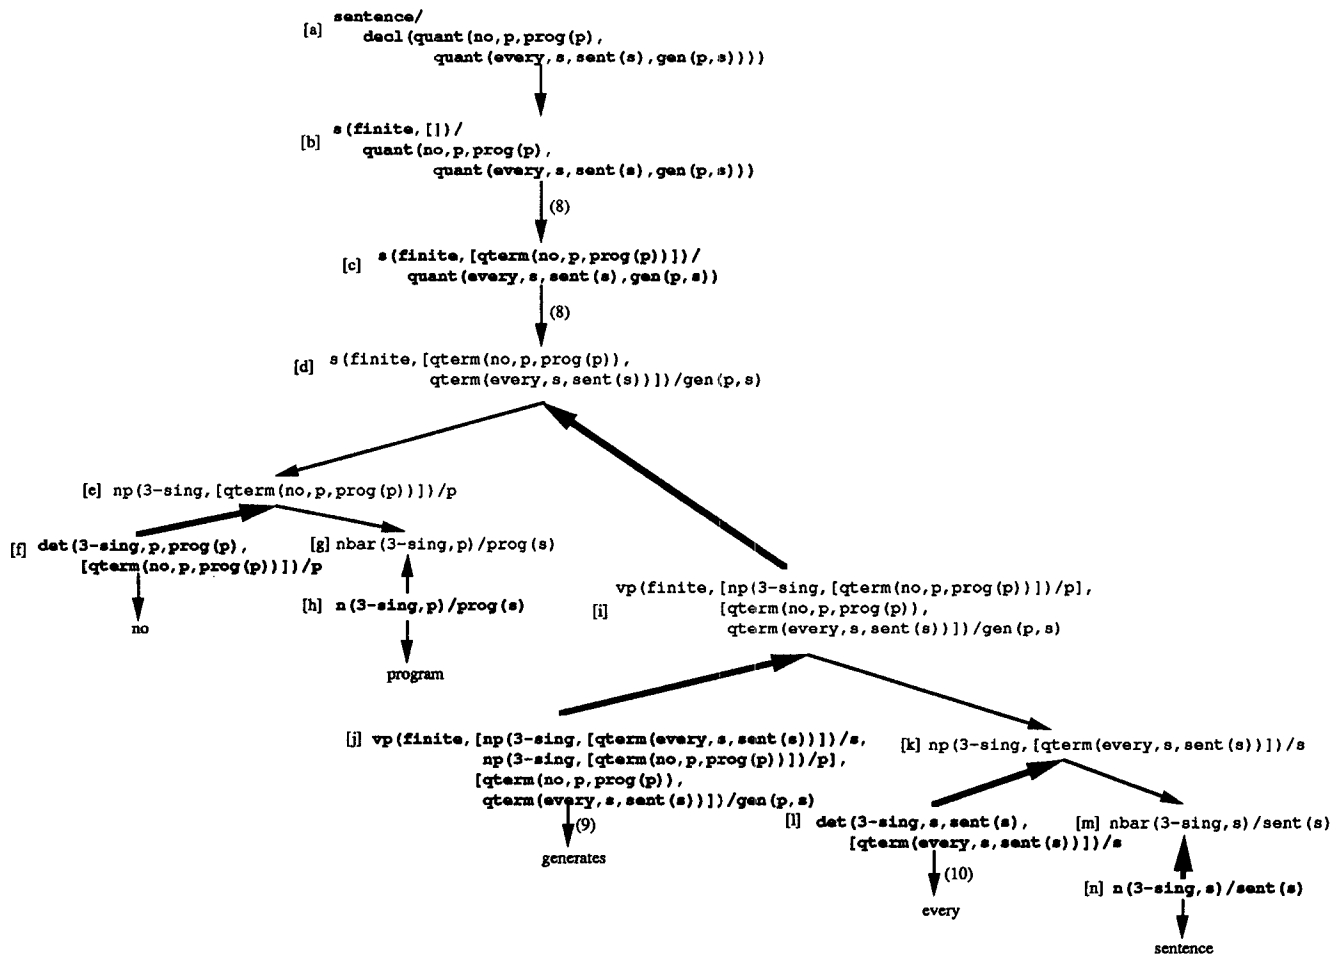 sentence/
[a] decl(quant(no,p,prog(p),
quant(every,s,sent(s),gen(p,s))))
s(finite,[])/
[b] quant(no,p,prog(p),
quant(every,s,sent(s),gen(p,s)))
(8)
[c] s(finite,[qterm(no,p,prog(p))])/
quant(every,s,sent(s),gen(p,s))
(8)
[d] s(finite,[qterm(no,p,prog(p)),
qterm(every,s,sent(s))])/gen(p,s)
[e] np(3-sing,[qterm(no,p,prog(p))])/p
[f] det(3-sing,p,prog(p),
[qterm(no,p,prog(p))])/p
no
[g] nbar(3-sing,p)/prog(s)
[h] n(3-sing,p)/prog(s)
program
[i] vp(finite,[np(3-sing,[qterm(no,p,prog(p))])/p],
[qterm(no,p,prog(p)),
qterm(every,s,sent(s))])/gen(p,s)
[j] vp(finite,[np(3-sing,[qterm(every,s,sent(s))])/s,
np(3-sing,[qterm(no,p,prog(p))])/p],
[qterm(no,p,prog(p)),
qterm(every,s,sent(s))])/gen(p,s)
(9)
generates
[k] np(3-sing,[qterm(every,s,sent(s))])/s
[l] det(3-sing,s,sent(s),
[qterm(every,s,sent(s))])/s
(10)
every
[m] nbar(3-sing,s)/sent(s)
[n] n(3-sing,s)/sent(s)
sentence